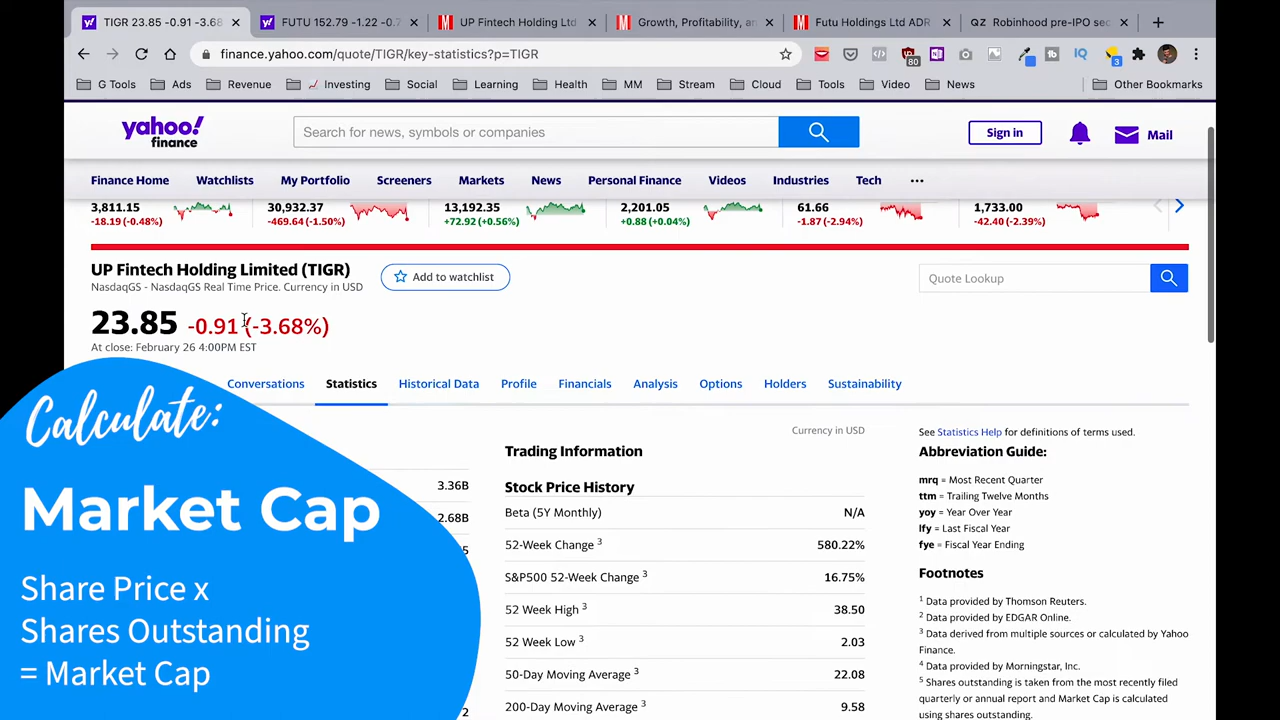 TIGR 23.85 -0.91 -3.68
FUTU 152.79 -1.22 -0.7
UP Fintech Holding Ltd
Growth, Profitability, an
Futu Holdings Ltd ADR
QZ Robinhood pre-IPO sec
finance.yahoo.com/quote/TIGR/key-statistics?p=TIGR
80
IQ
3
G Tools
Ads
Revenue
Investing
Social
Learning
Health
MM
Stream
Cloud
Tools
Video
News
Other Bookmarks
yahoo!
finance
Search for news, symbols or companies
Sign in
Mail
Finance Home
Watchlists
My Portfolio
Screeners
Markets
News
Personal Finance
Videos
Industries
Tech
3,811.15
-18.19 (-0.48%)
30,932.37
-469.64 (-1.50%)
13,192.35
+72.92 (+0.56%)
2,201.05
+0.88 (+0.04%)
61.66
-1.87 (-2.94%)
1,733.00
-42.40 (-2.39%)
UP Fintech Holding Limited (TIGR)
NasdaqGS - NasdaqGS Real Time Price. Currency in USD
Add to watchlist
Quote Lookup
23.85 -0.91 (-3.68%)
At close: February 26 4:00PM EST
Conversations
Statistics
Historical Data
Profile
Financials
Analysis
Options
Holders
Sustainability
Currency in USD
3.36B
2.68B
5
2
Trading Information
Stock Price History
Beta (5Y Monthly) N/A
52-Week Change 3 580.22%
S&P500 52-Week Change 3 16.75%
52 Week High 3 38.50
52 Week Low 3 2.03
50-Day Moving Average 3 22.08
200-Day Moving Average 3 9.58
See Statistics Help for definitions of terms used.
Abbreviation Guide:
mrq = Most Recent Quarter
ttm = Trailing Twelve Months
yoy = Year Over Year
lfy = Last Fiscal Year
fye = Fiscal Year Ending
Footnotes
1 Data provided by Thomson Reuters.
2 Data provided by EDGAR Online.
3 Data derived from multiple sources or calculated by Yahoo
Finance.
4 Data provided by Morningstar, Inc.
5 Shares outstanding is taken from the most recently filed
quarterly or annual report and Market Cap is calculated
using shares outstanding.
Calculate:
Market Cap
Share Price x
Shares Outstanding
= Market Cap